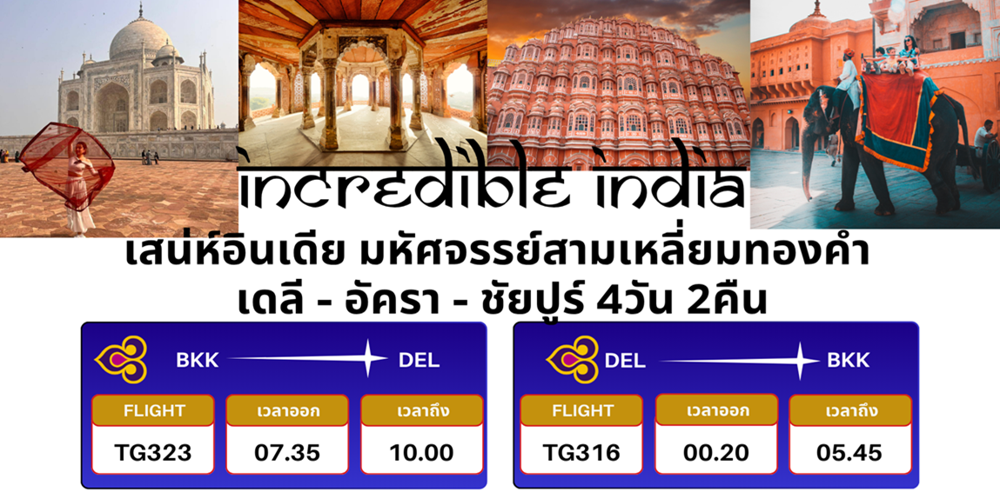 incredible india
เสน่ห์อินเดีย มหัศจรรย์สามเหลี่ยมทองคำ
เดลี - อัครา - ชัยปูร์ 4วัน 2คืน
BKK DEL
FLIGHT เวลาออก เวลาถึง
TG323 07.35 10.00
DEL BKK
FLIGHT เวลาออก เวลาถึง
TG316 00.20 05.45